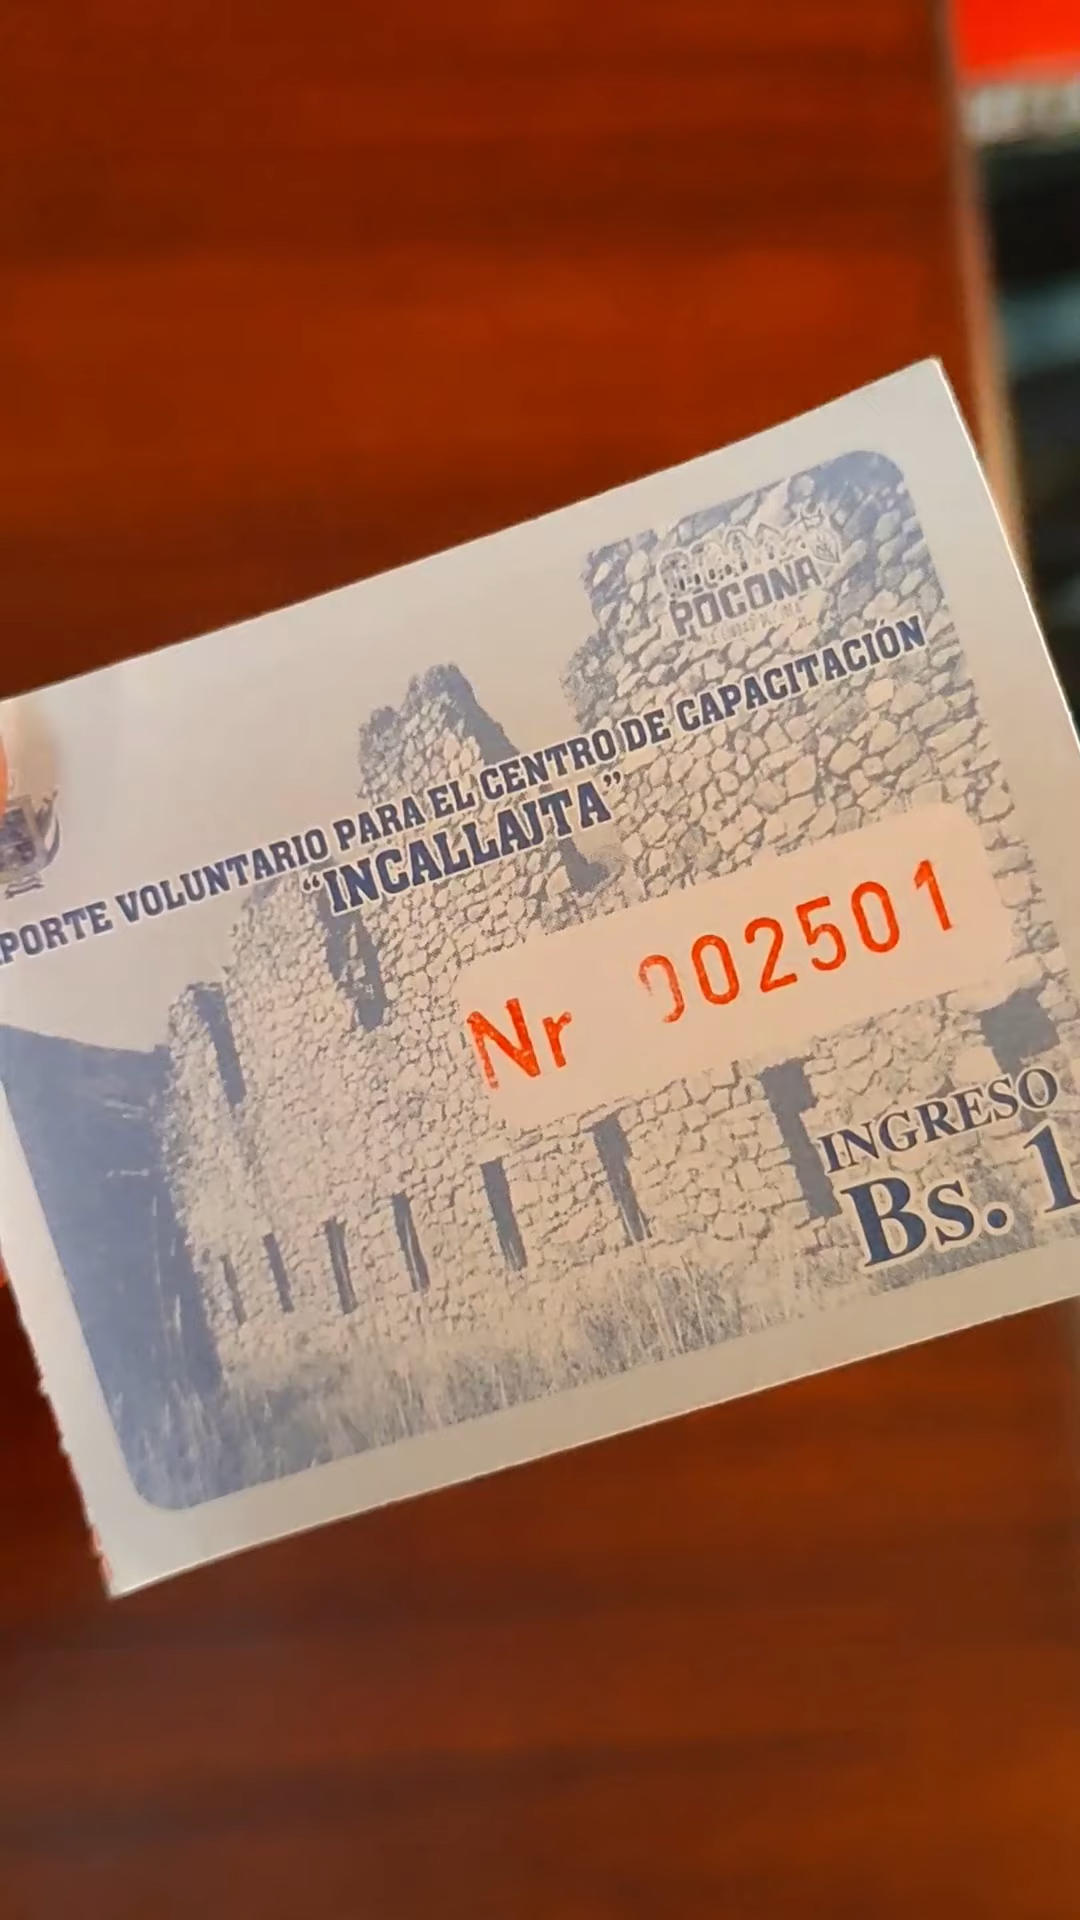 POCONA
PORTE VOLUNTARIO PARA EL CENTRO DE CAPACITACIÓN
“INCALLAJTA”
Nr 002501
INGRESO
Bs. 1